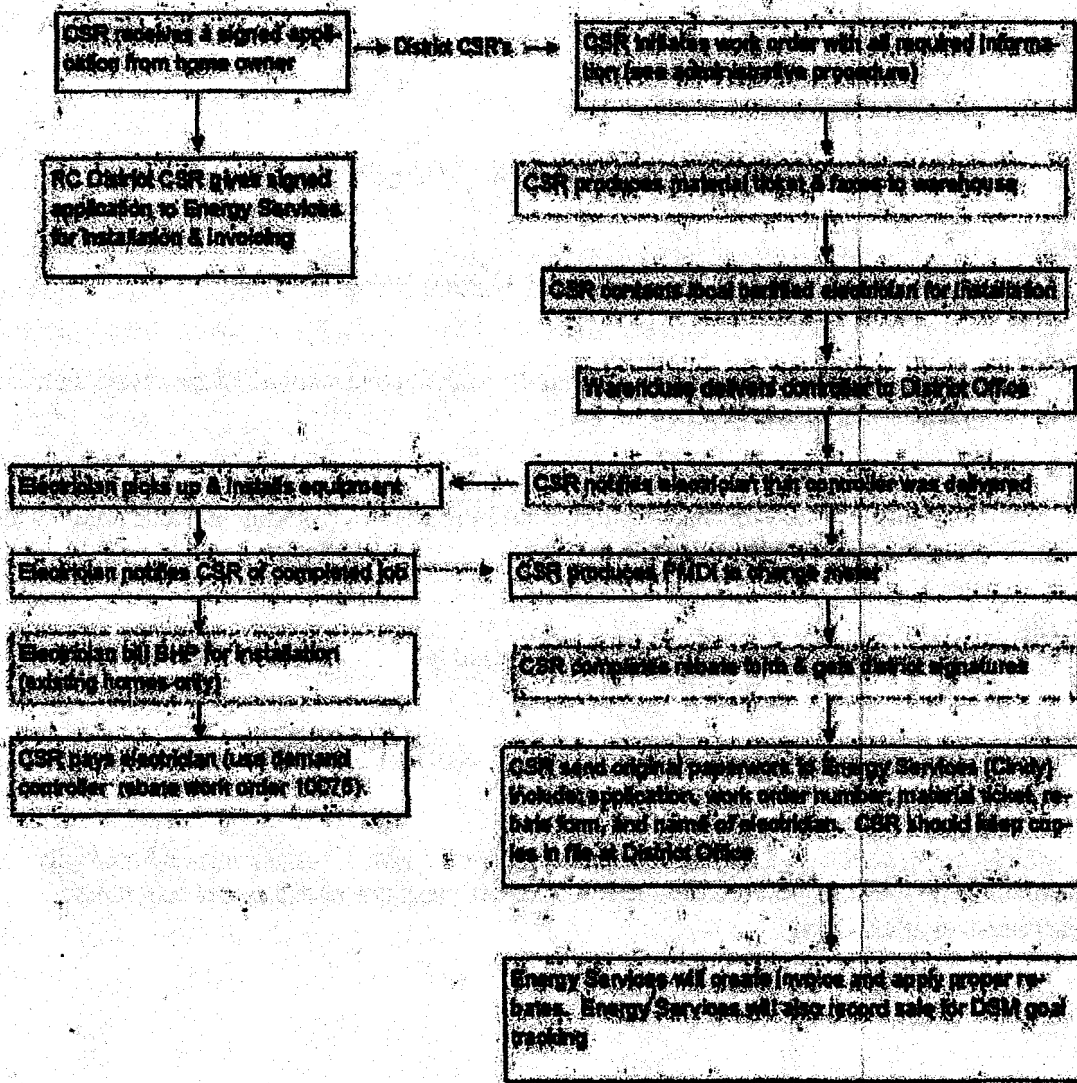 CSR receives a signed appli-
cation from home owner
District CSR's
CSR initiates work order with all required informa-
tion (see administrative procedure)
RC District CSR gives signed
application to Energy Services
for installation & invoicing
CSR produces material ticket & faxes to warehouse
CSR contacts local certified electrician for installation
Warehouse delivers controller to District Office
CSR notifies electrician that controller was delivered
Electrician picks up & installs equipment
Electrician notifies CSR of completed job
CSR produces PMDI to change meter
Electrician bill BHP for installation
(existing homes only)
CSR completes rebate form & gets district signatures
CSR pays electrician (use demand
controller rebate work order
CSR send original paperwork to Energy Services (Cindy)
include: application, work order number, material ticket, re-
bate form, and name of electrician. CSR should keep cop-
ies in file at District Office
Energy Services will create invoice and apply proper re-
bates. Energy Services will also record sale for DSM goal
tracking